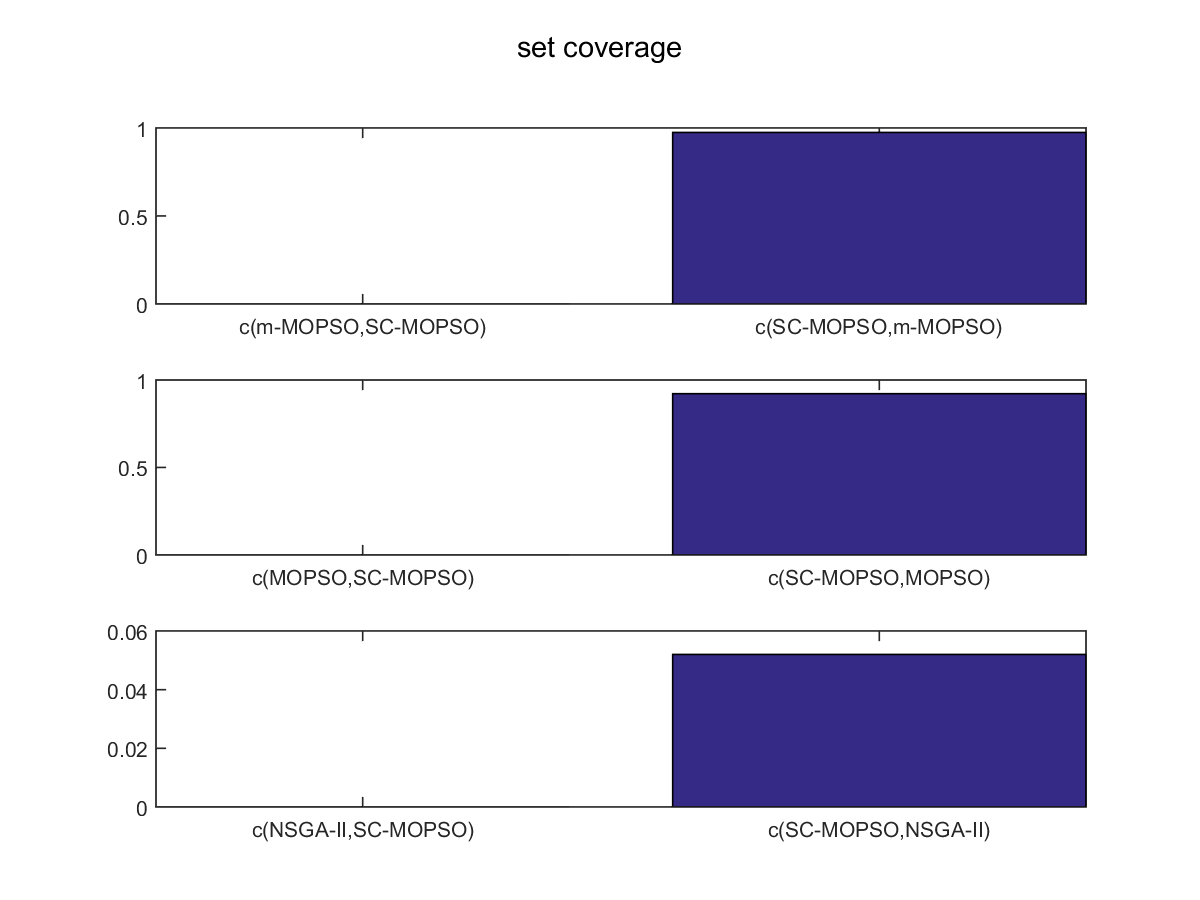 set coverage
1
0.5
0
c(m-MOPSO,SC-MOPSO) c(SC-MOPSO,m-MOPSO)
1
0.5
0
c(MOPSO,SC-MOPSO) c(SC-MOPSO,MOPSO)
0.06
0.04
0.02
0
c(NSGA-II,SC-MOPSO) c(SC-MOPSO,NSGA-II)